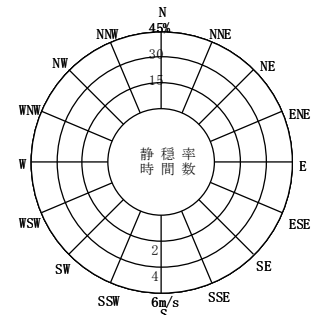 N
NNW 45% NNE
NW 30 NE
15
WNW ENE
静 穏 率
W 時 間 数 E
WSW ESE
2
SW 4 SE
SSW 6m/s SSE
S